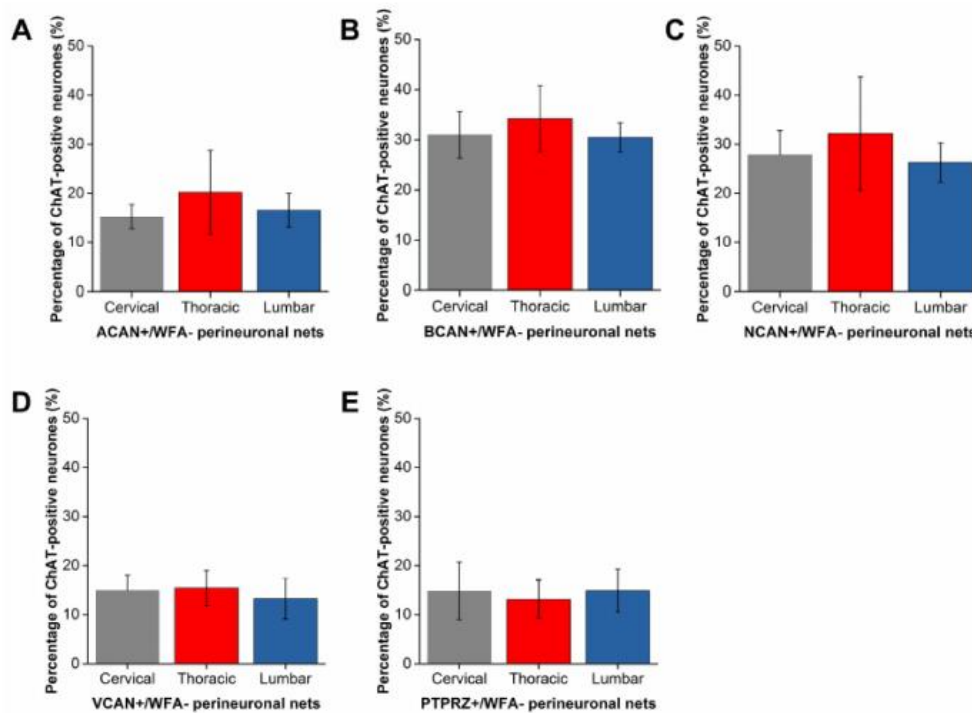 A
Percentage of ChAT-positive neurones (%)
50
40
30
20
10
0
Cervical Thoracic Lumbar
ACAN+/WFA- perineuronal nets
B
Percentage of ChAT-positive neurones (%)
50
40
30
20
10
0
Cervical Thoracic Lumbar
BCAN+/WFA- perineuronal nets
C
Percentage of ChAT-positive neurones (%)
50
40
30
20
10
0
Cervical Thoracic Lumbar
NCAN+/WFA- perineuronal nets
D
Percentage of ChAT-positive neurones (%)
50
40
30
20
10
0
Cervical Thoracic Lumbar
VCAN+/WFA- perineuronal nets
E
Percentage of ChAT-positive neurones (%)
50
40
30
20
10
0
Cervical Thoracic Lumbar
PTPRZ+/WFA- perineuronal nets